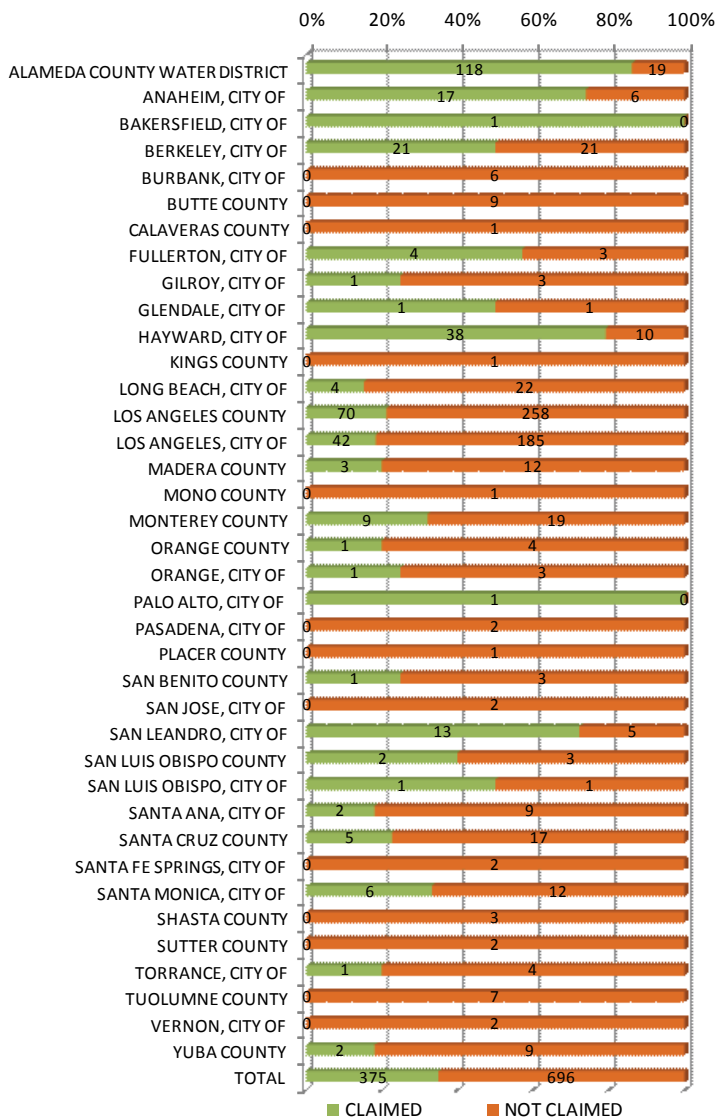 0% 20% 40% 60% 80% 100%
ALAMEDA COUNTY WATER DISTRICT 118 19
ANAHEIM, CITY OF 17 6
BAKERSFIELD, CITY OF 1 0
BERKELEY, CITY OF 21 21
BURBANK, CITY OF 0 6
BUTTE COUNTY 0 9
CALAVERAS COUNTY 0 1
FULLERTON, CITY OF 4 3
GILROY, CITY OF 1 3
GLENDALE, CITY OF 1 1
HAYWARD, CITY OF 38 10
KINGS COUNTY 0 1
LONG BEACH, CITY OF 4 22
LOS ANGELES COUNTY 70 258
LOS ANGELES, CITY OF 42 185
MADERA COUNTY 3 12
MONO COUNTY 0 1
MONTEREY COUNTY 9 19
ORANGE COUNTY 1 4
ORANGE, CITY OF 1 3
PALO ALTO, CITY OF 1 0
PASADENA, CITY OF 0 2
PLACER COUNTY 0 1
SAN BENITO COUNTY 1 3
SAN JOSE, CITY OF 0 2
SAN LEANDRO, CITY OF 13 5
SAN LUIS OBISPO COUNTY 2 3
SAN LUIS OBISPO, CITY OF 1 1
SANTA ANA, CITY OF 2 9
SANTA CRUZ COUNTY 5 17
SANTA FE SPRINGS, CITY OF 0 2
SANTA MONICA, CITY OF 6 12
SHASTA COUNTY 0 3
SUTTER COUNTY 0 2
TORRANCE, CITY OF 1 4
TUOLUMNE COUNTY 0 7
VERNON, CITY OF 0 2
YUBA COUNTY 2 9
TOTAL 375 696
CLAIMED NOT CLAIMED